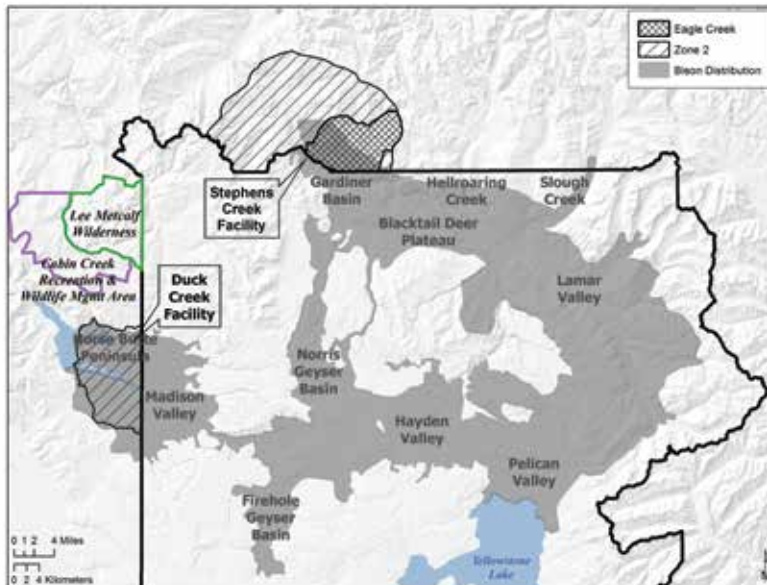 Eagle Creek
Zone 2
Bison Distribution
Stephens
Creek
Facility
Gardiner
Basin
Hellroaring
Creek
Slough
Creek
Blacktail Deer
Plateau
Lee Metcalf
Wilderness
Cabin Creek
Recreation &
Wildlife Mgmt Area
Duck
Creek
Facility
Lamar
Valley
Horse Butte
Peninsula
Madison
Valley
Norris
Geyser
Basin
Hayden
Valley
Pelican
Valley
Firehole
Geyser
Basin
Yellowstone
Lake
0 1 2 4 Miles
0 2 4 Kilometers